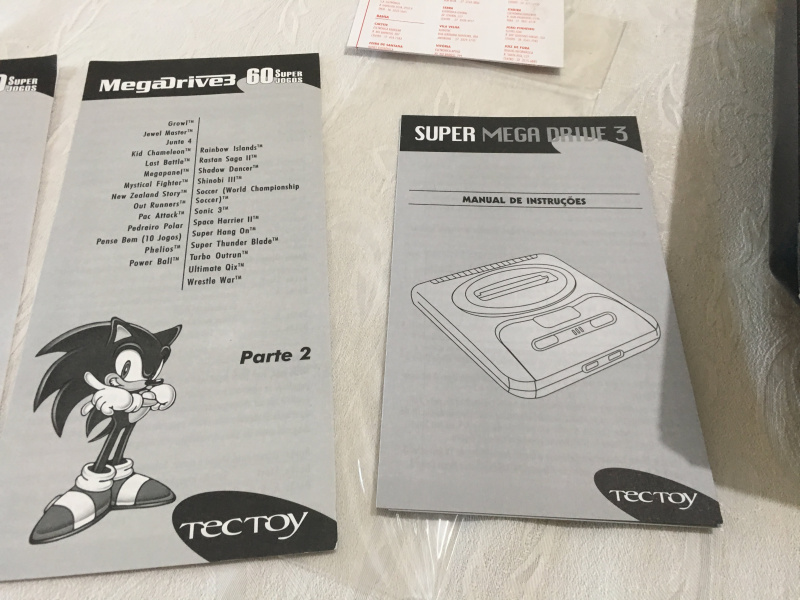 SUPER
JOGOS
MegaDrive3 60 SUPER JOGOS
Growl™
Jewel Master™
Junte 4
Kid Chameleon™
Last Battle™
Megapanel™
Mystical Fighter™
New Zealand Story™
Out Runners™
Pac Attack™
Pedreiro Polar
Pense Bem (10 Jogos)
Phelios™
Power Ball™
Rainbow Islands™
Rastan Saga II™
Shadow Dancer™
Shinobi III™
Soccer (World Championship
Soccer)™
Sonic 3™
Space Harrier II™
Super Hang On™
Super Thunder Blade™
Turbo Outrun™
Ultimate Qix™
Wrestle War™
Parte 2
TECTOY
SUPER MEGA DRIVE 3
MANUAL DE INSTRUÇÕES
TECTOY